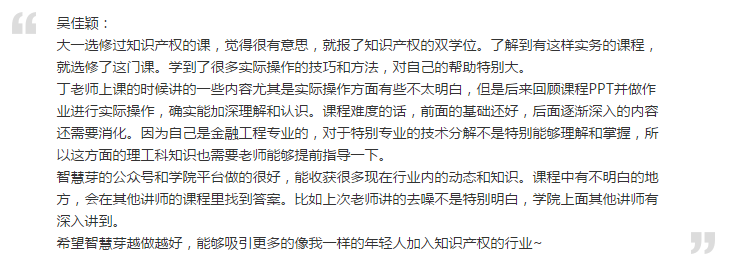 吴佳颖：
大一选修过知识产权的课，觉得很有意思，就报了知识产权的双学位。了解到有这样实务的课程，
就选修了这门课。学到了很多实际操作的技巧和方法，对自己的帮助特别大。
丁老师上课的时候讲的一些内容尤其是实际操作方面有些不太明白，但是后来回顾课程PPT并做作
业进行实际操作，确实能加深理解和认识。课程难度的话，前面的基础还好，后面逐渐深入的内容
还需要消化。因为自己是金融工程专业的，对于特别专业的技术分解不是特别能够理解和掌握，所
以这方面的理工科知识也需要老师能够提前指导一下。
智慧芽的公众号和学院平台做的很好，能收获很多现在行业内的动态和知识。课程中有不明白的地
方，会在其他讲师的课程里找到答案。比如上次老师讲的去噪不是特别明白，学院上面其他讲师有
深入讲到。
希望智慧芽越做越好，能够吸引更多的像我一样的年轻人加入知识产权的行业~